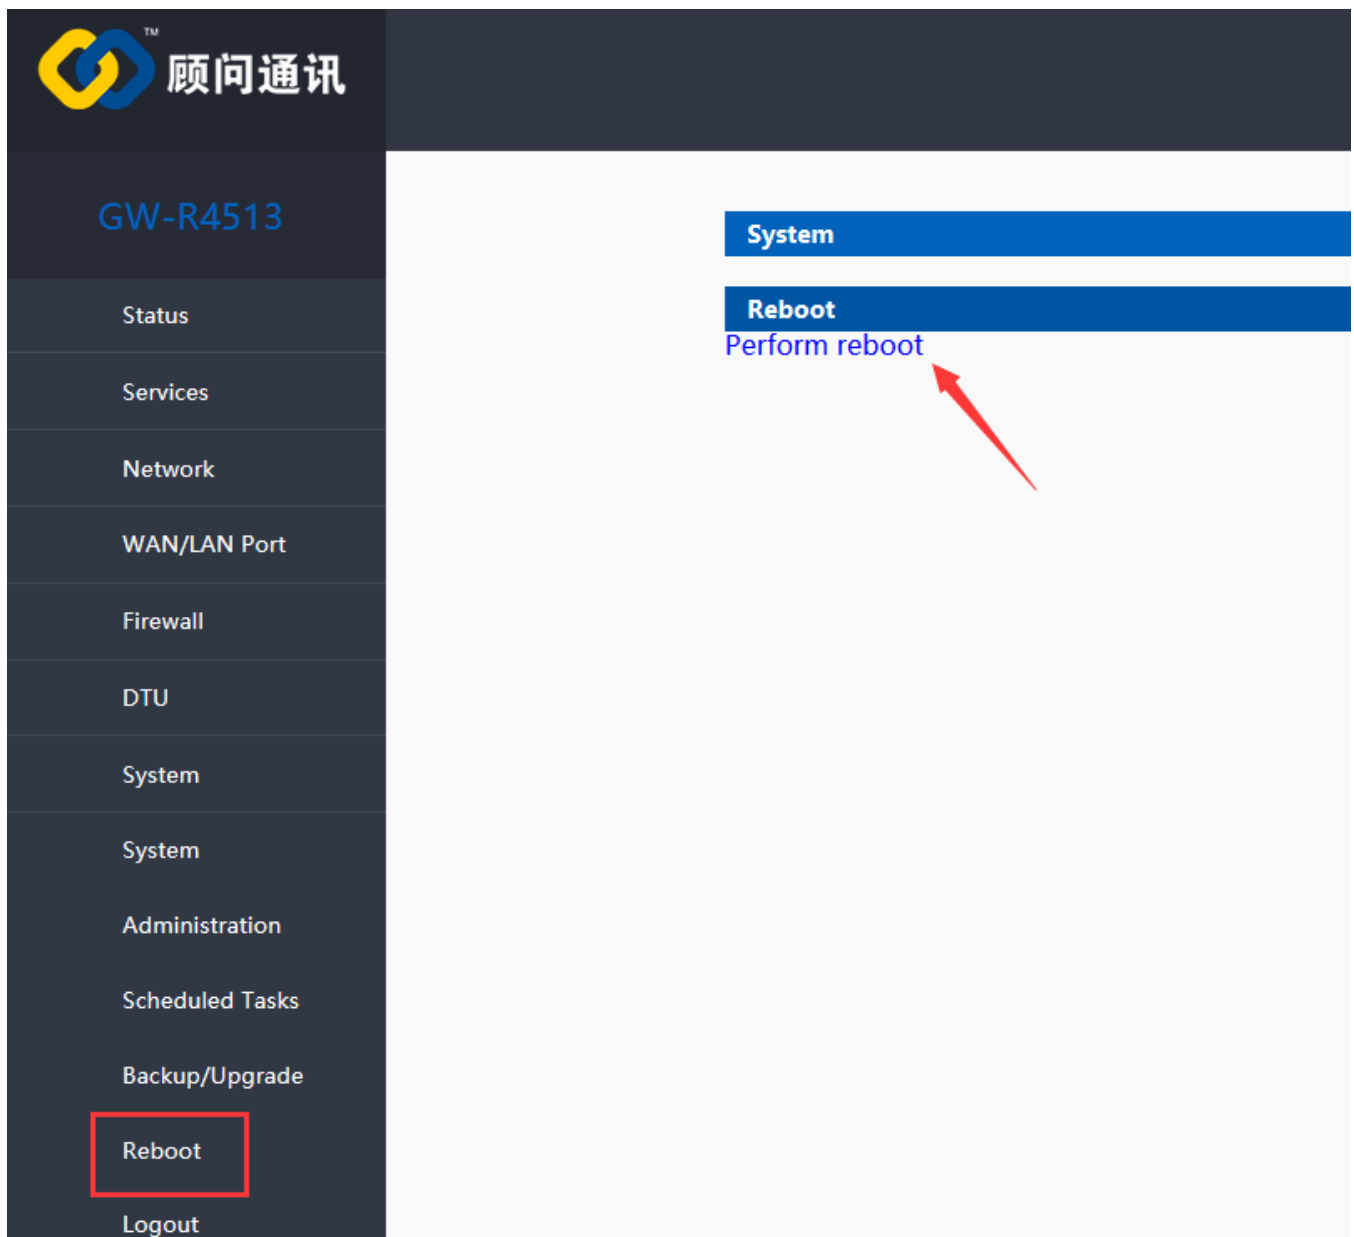 TM
顾问通讯
GW-R4513
Status
Services
Network
WAN/LAN Port
Firewall
DTU
System
System
Administration
Scheduled Tasks
Backup/Upgrade
Reboot
Logout
System
Reboot
Perform reboot